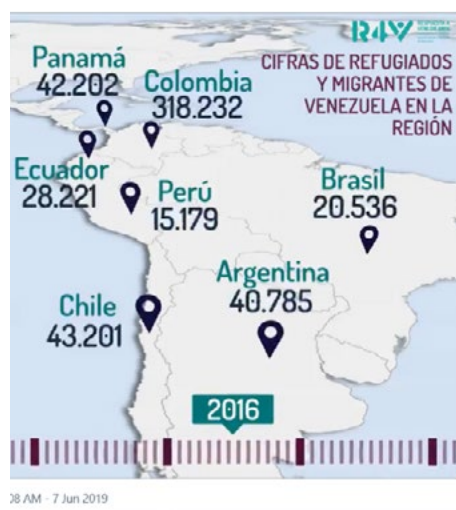 R4V
CIFRAS DE REFUGIADOS
Y MIGRANTES DE
VENEZUELA EN LA
REGIÓN
Panamá
42.202
Colombia
318.232
Ecuador
28.221
Perú
15.179
Brasil
20.536
Argentina
40.785
Chile
43.201
2016
08 AM - 7 Jun 2019